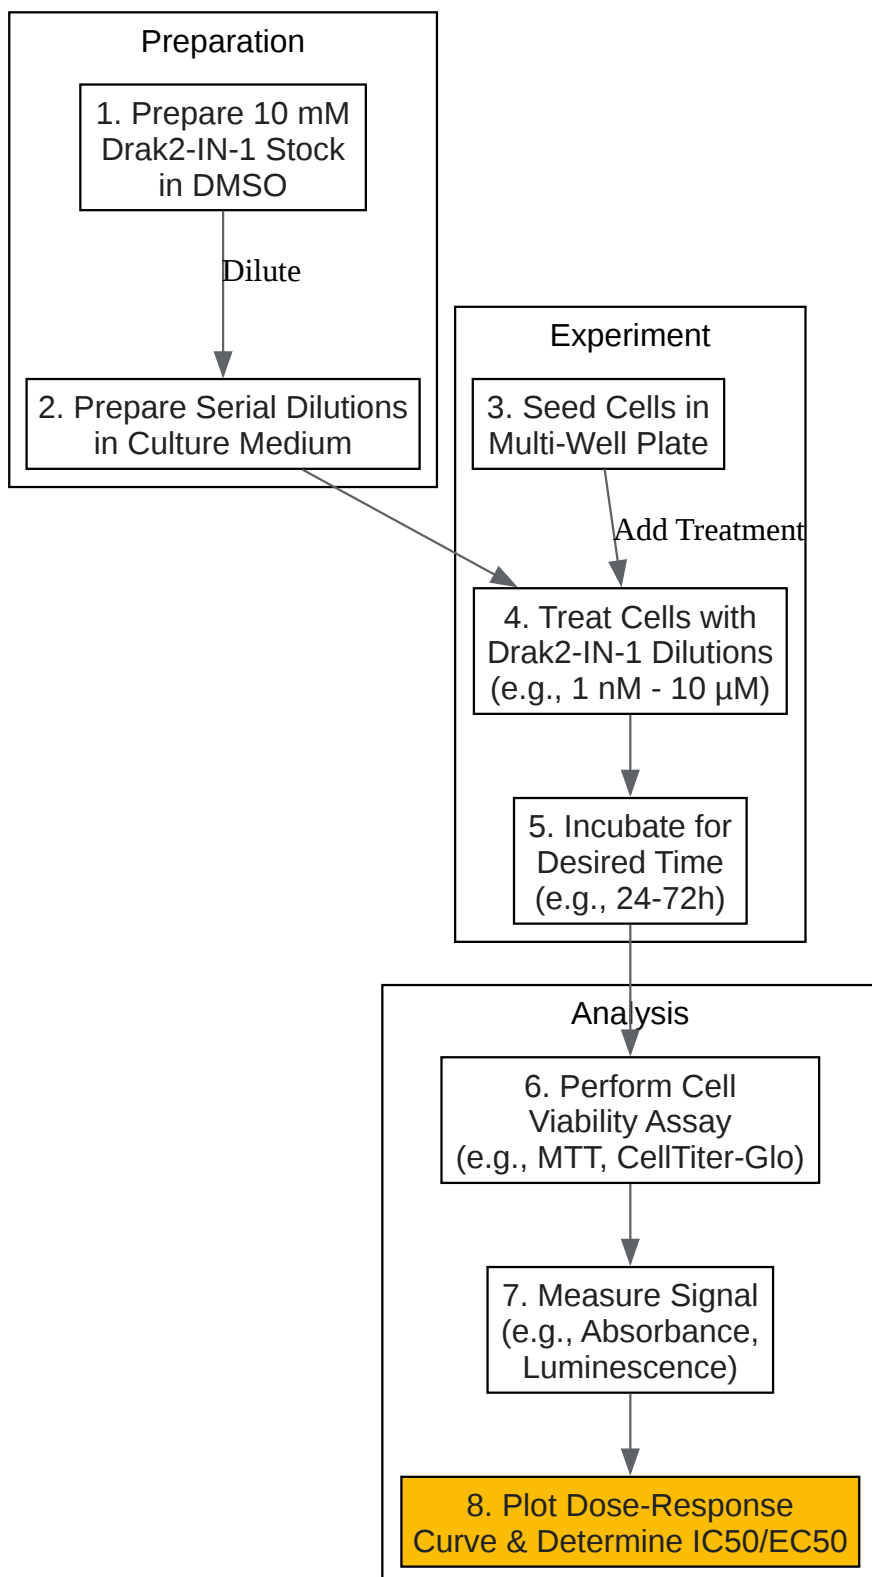 Preparation
1. Prepare 10 mM
Drak2-IN-1 Stock
in DMSO
Dilute
2. Prepare Serial Dilutions
in Culture Medium
Experiment
3. Seed Cells in
Multi-Well Plate
Add Treatment
4. Treat Cells with
Drak2-IN-1 Dilutions
(e.g., 1 nM - 10 µM)
5. Incubate for
Desired Time
(e.g., 24-72h)
Analysis
6. Perform Cell
Viability Assay
(e.g., MTT, CellTiter-Glo)
7. Measure Signal
(e.g., Absorbance,
Luminescence)
8. Plot Dose-Response
Curve & Determine IC50/EC50